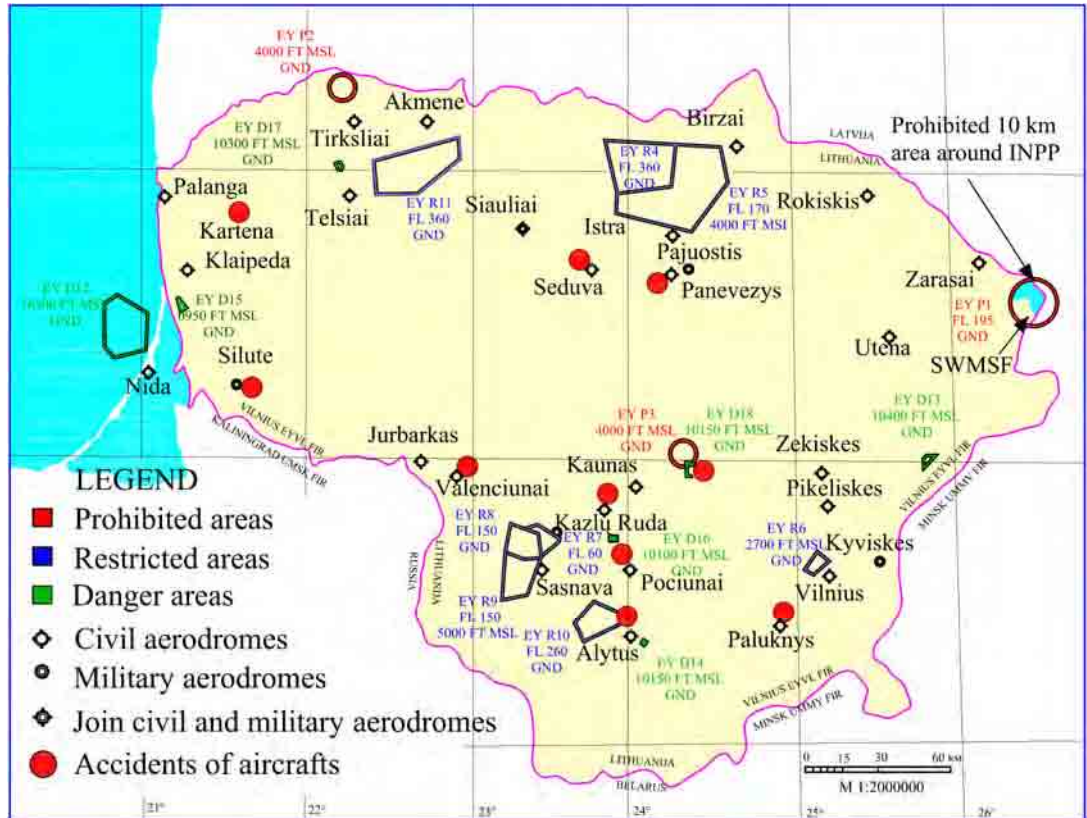 EY P2
4000 FT MSL
GND
Akmene
Tirksliai
EY D17
10300 FT MSL
GND
Birzai
LATVIJA
LITHUANIA
Prohibited 10 km
area around INPP
EY R4
FL 360
GND
EY R5
FL 170
4000 FT MSl
EY R11
FL 360
GND
Palanga
Kartena
Telsiai
Siauliai
Istra
Pajuostis
Rokiskis
Klaipeda
Seduva
Panevezys
Zarasai
EY D12
GND
EY D15
6950 FT MSL
GND
EY P1
FL 195
GND
SWMSF
Utena
Silute
Nida
VILNIUS EYVL FIR
KALININGRAD UMSK FIR
EY P3
4000 FT MSL
GND
EY D18
10150 FT MSL
GND
EY D13
10400 FT MSL
GND
Jurbarkas
Valenciunai
Kaunas
Zekiskes
Pikeliskes
VILNIUS EYVL FIR
MINSK UMMV FIR
EY R8
FL 150
GND
Kazlu Ruda
EY R7
FL 60
GND
EY D16
10100 FT MSL
GND
EY R6
2700 FT MSL
GND
Kyviskes
Vilnius
RUSSIA
LITHUANIA
Sasnava
Pociunai
EY R9
FL 150
5000 FT MSL
EY R10
FL 260
GND
Alytus
Paluknys
EY D14
10150 FT MSL
GND
VILNIUS EYVL FIR
MINSK UMMV FIR
LITHUANIJA
BELARUS
LEGEND
Prohibited areas
Restricted areas
Danger areas
Civil aerodromes
Military aerodromes
Join civil and military aerodromes
Accidents of aircrafts
0 15 30 60 км
M 1:2000000
21° 22° 23° 24° 25° 26°